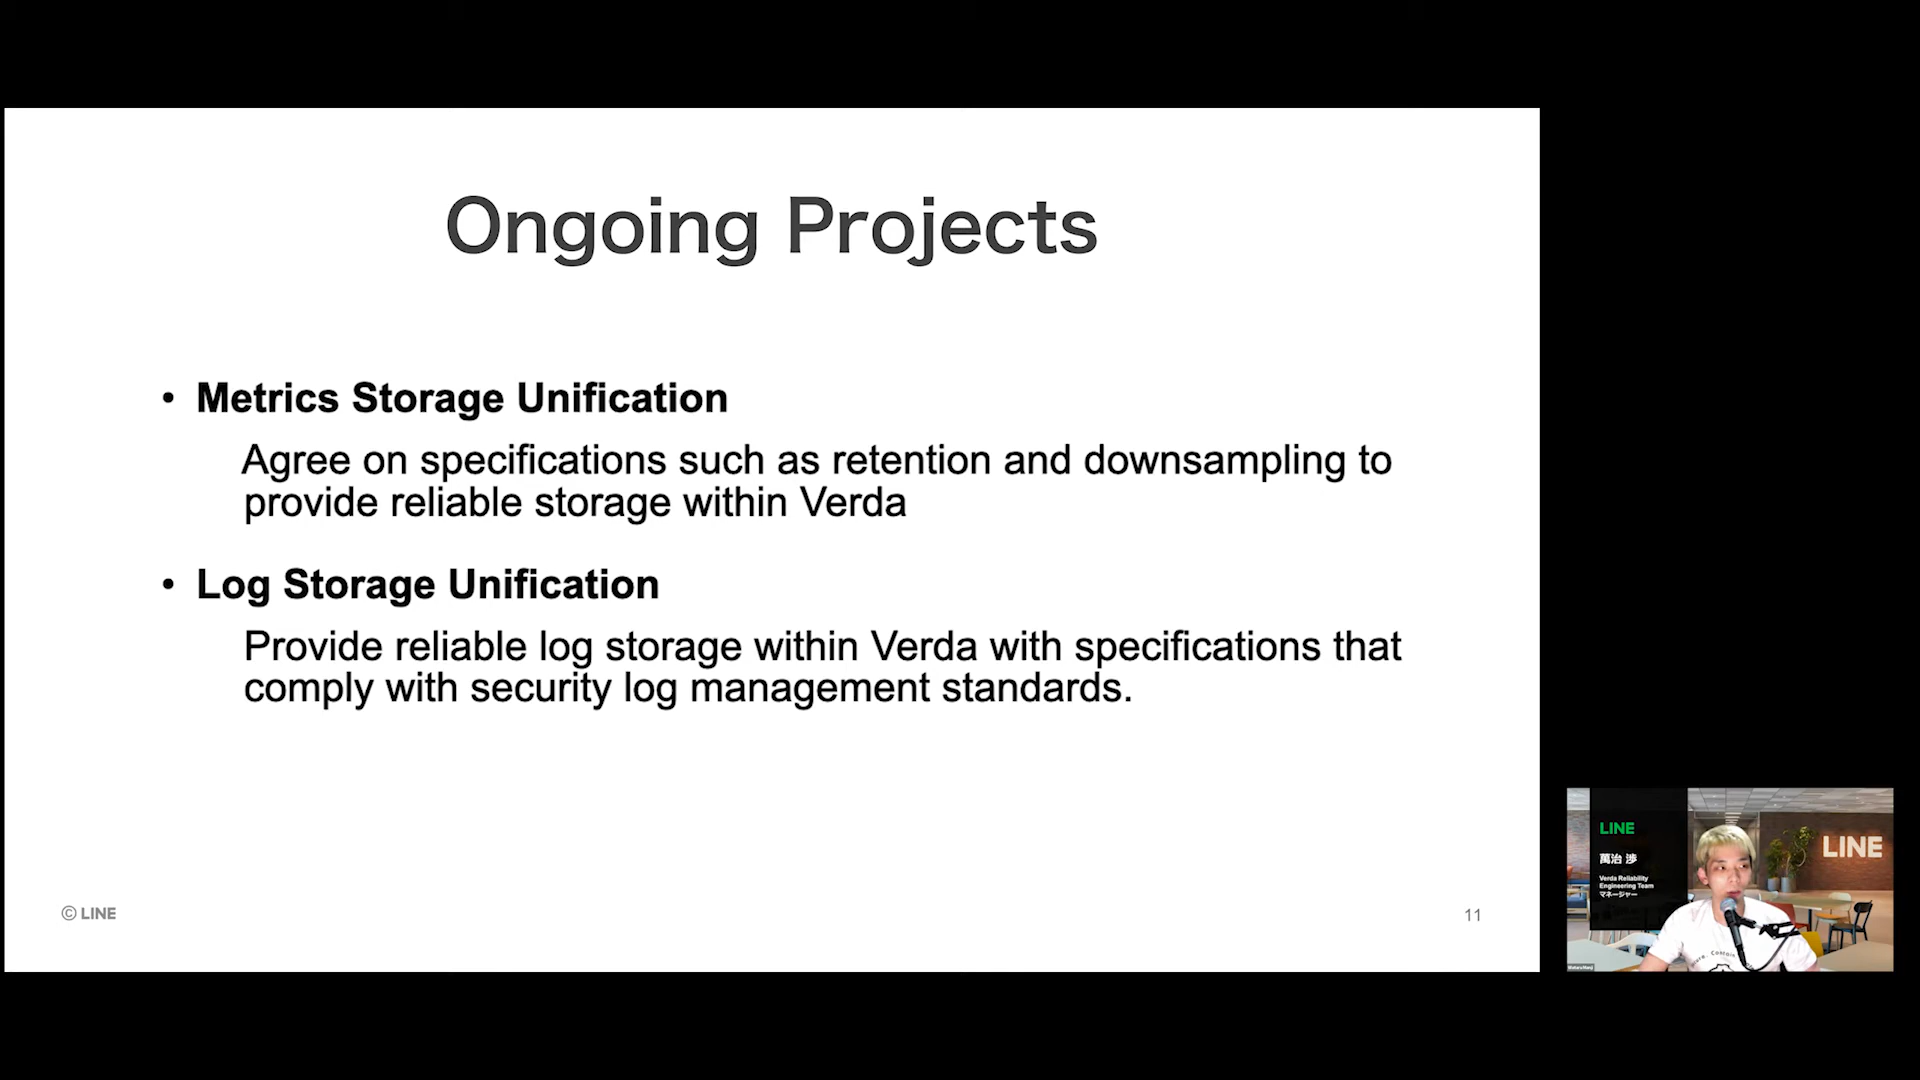 Ongoing Projects
• Metrics Storage Unification
Agree on specifications such as retention and downsampling to
provide reliable storage within Verda
• Log Storage Unification
Provide reliable log storage within Verda with specifications that
comply with security log management standards.
© LINE
11
LINE
萬治 渉
Verda Reliability
Engineering Team
マネージャー
LINE